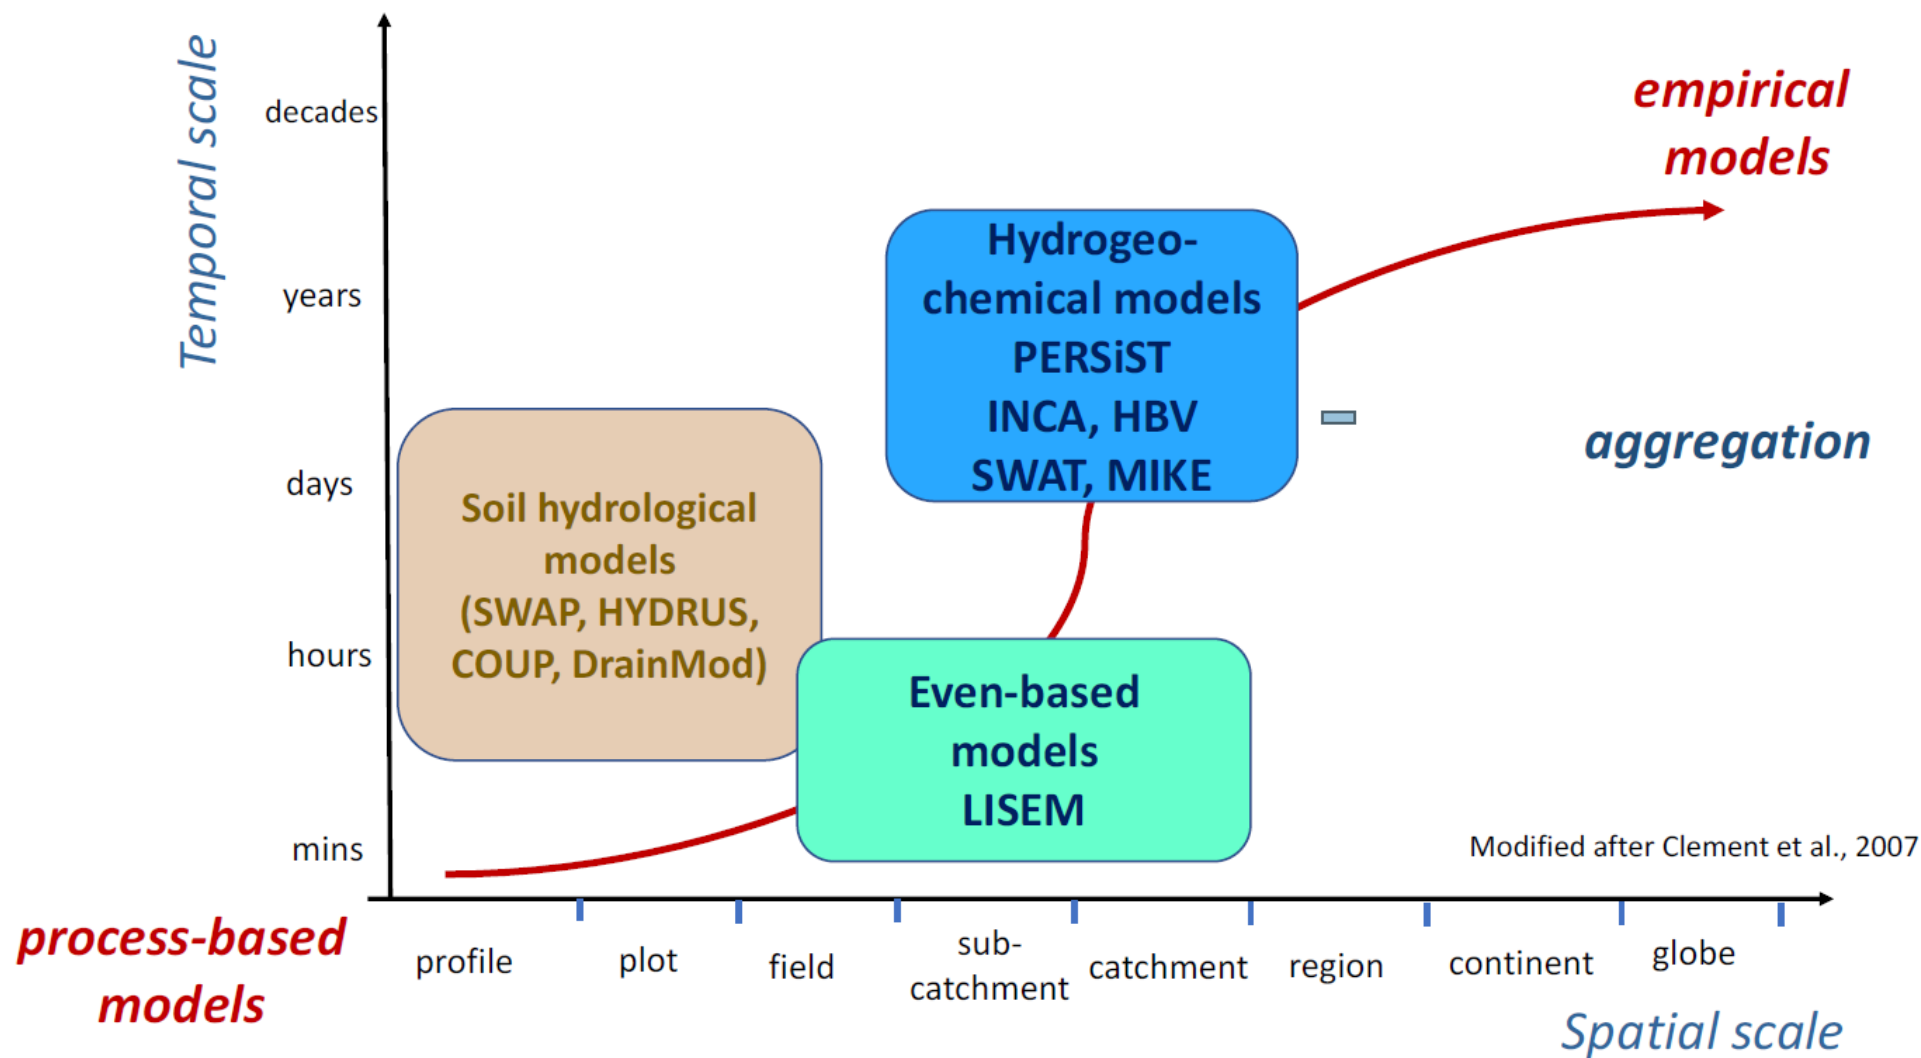 Temporal scale
decades
years
days
hours
mins
empirical
models
Hydrogeo-
chemical models
PERSiST
INCA, HBV
SWAT, MIKE
aggregation
Soil hydrological
models
(SWAP, HYDRUS,
COUP, DrainMod)
Even-based
models
LISEM
Modified after Clement et al., 2007
process-based
models
profile
plot
field
sub-
catchment
catchment
region
continent
globe
Spatial scale